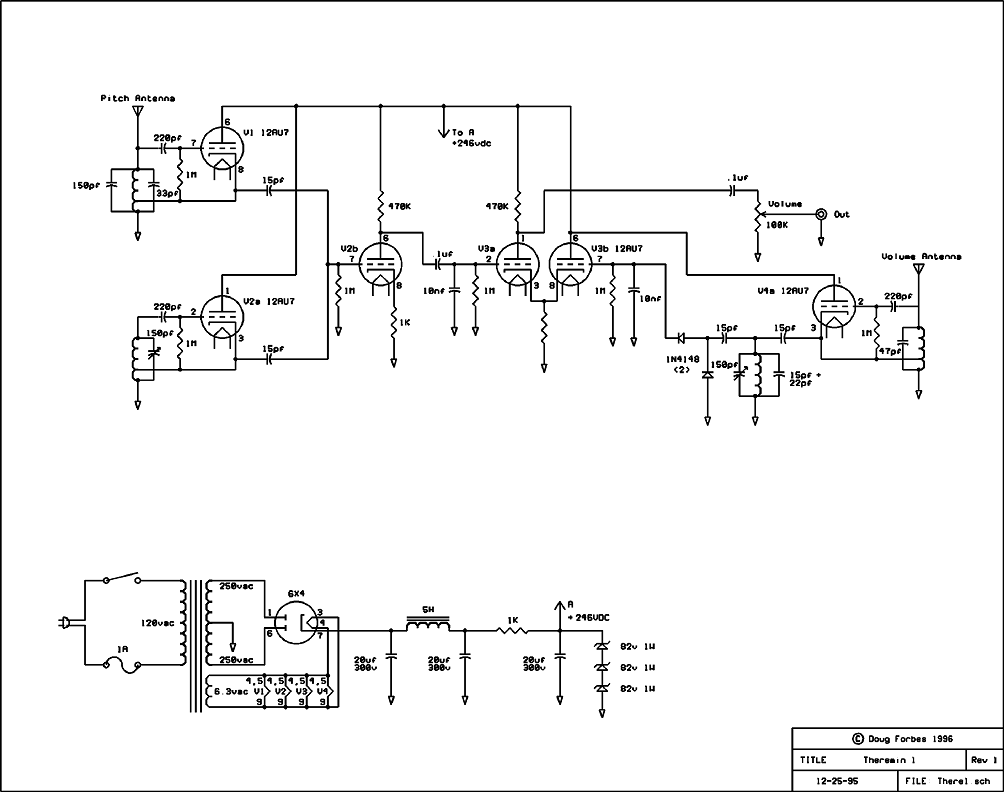 Pitch Antenna
6
V1 12AU7
7
220pf
8
1M
150pf
33pf
15pf
To A
+246vdc
470K
470K
.1uf
Volume
100K
Out
6
V2b
7
8
1M
1K
.1uf
10nf
V3a
1
2
3
1M
6
V3b 12AU7
7
8
1M
10nf
Volume Antenna
1
V4a 12AU7
2
3
220pf
1M
47pf
1
V2a 12AU7
2
3
220pf
150pf
1M
15pf
1N4148
(2)
15pf
15pf
150pf
15pf +
22pf
120vac
1A
250vac
250vac
6X4
1
6
3
4
7
6.3vac
4,5
4,5
4,5
4,5
V1
V2
V3
V4
9
9
9
9
5H
1K
A
+246VDC
20uf
300v
20uf
300v
20uf
300v
82v 1W
82v 1W
82v 1W
© Doug Forbes 1996
TITLE Theremin 1 Rev 1
12-25-95 FILE There1.sch